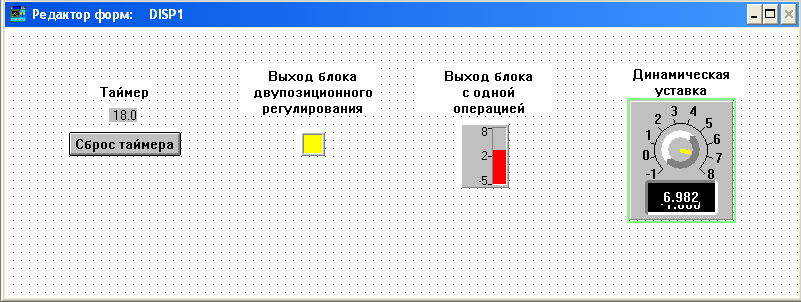 Редактор форм: DISP1
Таймер
18.0
Сброс таймера
Выход блока
двупозиционного
регулирования
Выход блока
с одной
операцией
8
2
-5
Динамическая
уставка
-1
0
1
2
3
4
5
6
7
8
6.982